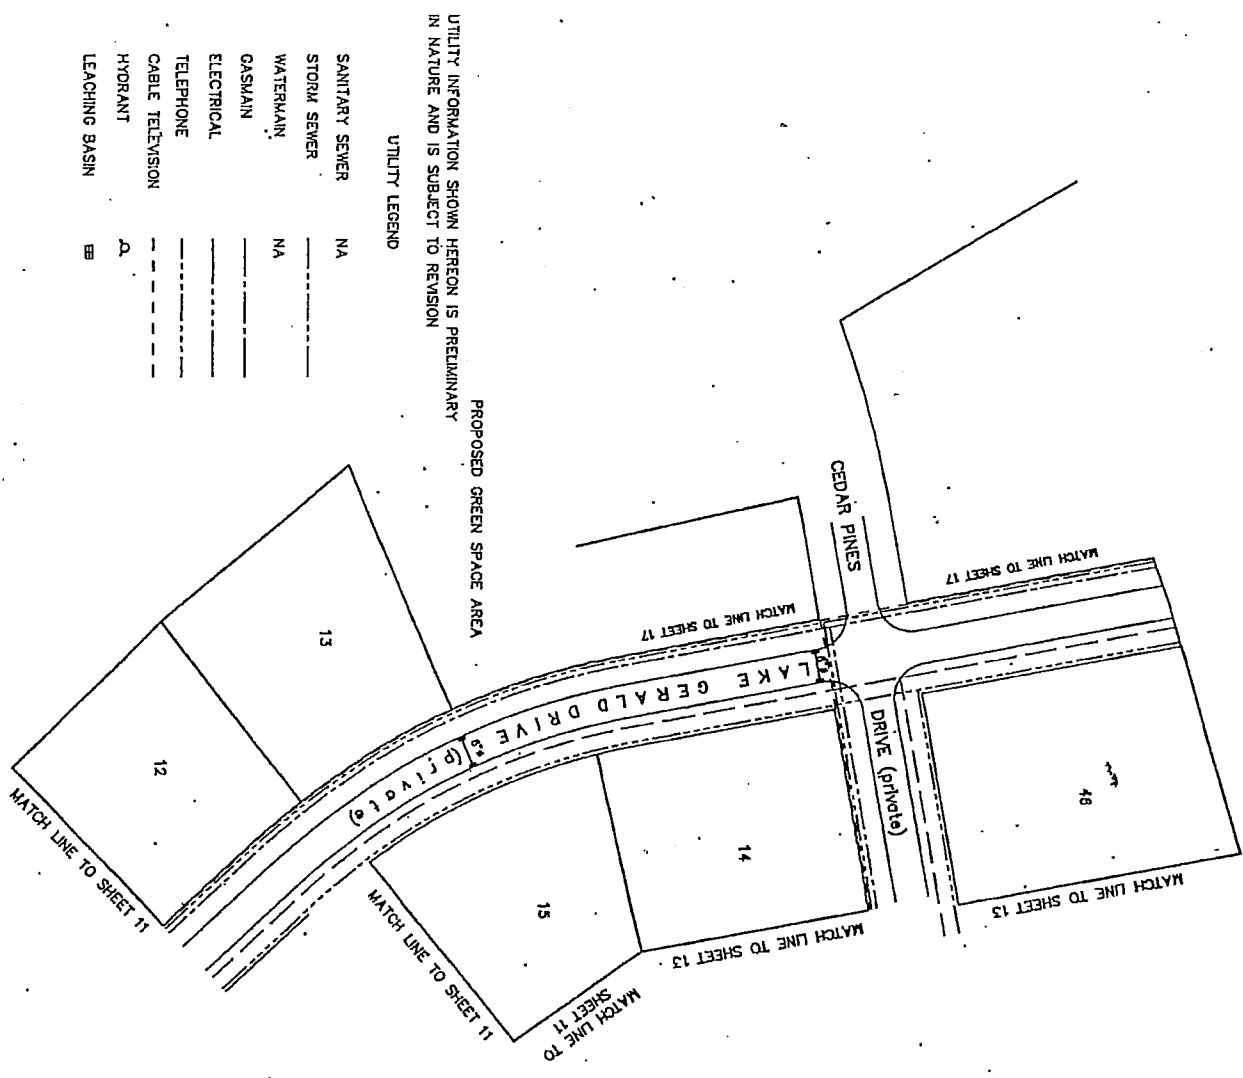 UTILITY INFORMATION SHOWN HEREON IS PRELIMINARY
IN NATURE AND IS SUBJECT TO REVISION
UTILITY LEGEND
SANITARY SEWER NA
STORM SEWER
WATERMAIN NA
GASMAIN
ELECTRICAL
TELEPHONE
CABLE TELEVISION
HYDRANT
LEACHING BASIN
PROPOSED GREEN SPACE AREA
CEDAR PINES
DRIVE (private)
MATCH LINE TO SHEET 17
MATCH LINE TO SHEET 17
LAKE GERALD DRIVE
(private)
13
12
14
15
46
MATCH LINE TO SHEET 11
MATCH LINE TO SHEET 11
MATCH LINE TO
SHEET 11
MATCH LINE TO SHEET 13
MATCH LINE TO SHEET 13